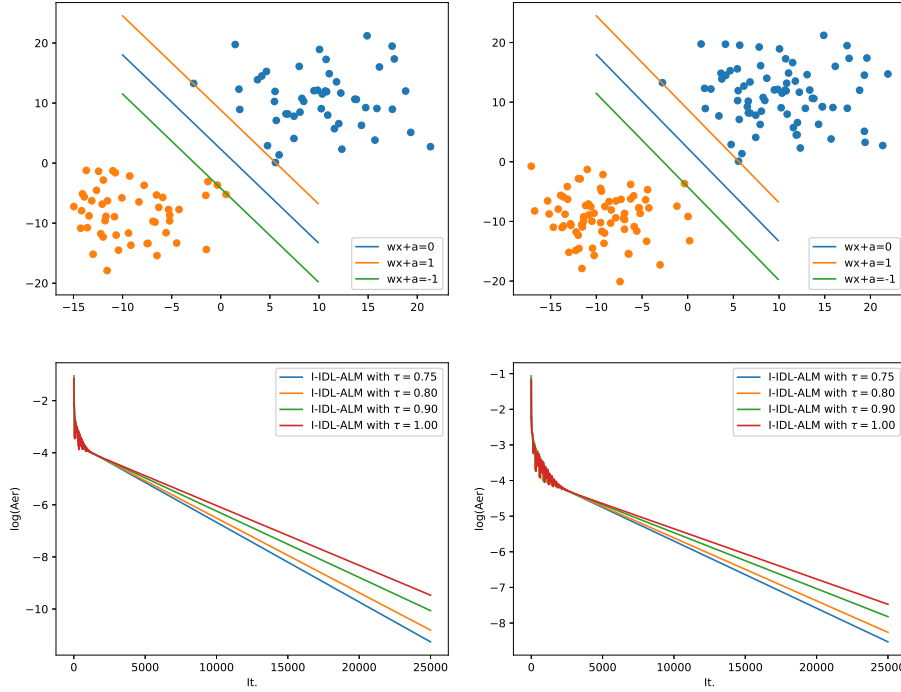 20
10
0
−10
−20
−15
−10
−5
0
5
10
15
20
wx+a=0
wx+a=1
wx+a=-1
20
10
0
−10
−20
−15
−10
−5
0
5
10
15
20
wx+a=0
wx+a=1
wx+a=-1
log(Aer)
−2
−4
−6
−8
−10
0
5000
10000
15000
20000
25000
It.
I-IDL-ALM with τ = 0.75
I-IDL-ALM with τ = 0.80
I-IDL-ALM with τ = 0.90
I-IDL-ALM with τ = 1.00
log(Aer)
−1
−2
−3
−4
−5
−6
−7
−8
0
5000
10000
15000
20000
25000
It.
I-IDL-ALM with τ = 0.75
I-IDL-ALM with τ = 0.80
I-IDL-ALM with τ = 0.90
I-IDL-ALM with τ = 1.00